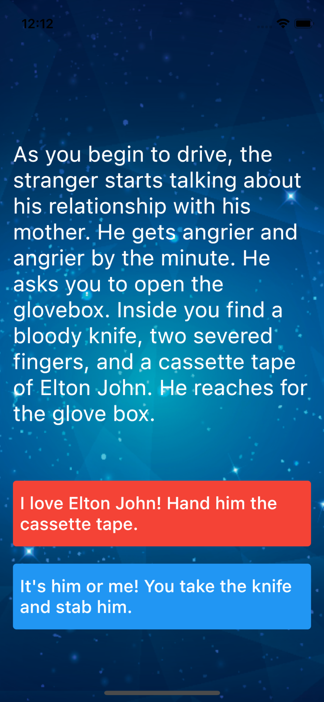 12:12
As you begin to drive, the
stranger starts talking about
his relationship with his
mother. He gets angrier and
angrier by the minute. He
asks you to open the
glovebox. Inside you find a
bloody knife, two severed
fingers, and a cassette tape
of Elton John. He reaches for
the glove box.
I love Elton John! Hand him the
cassette tape.
It's him or me! You take the knife
and stab him.